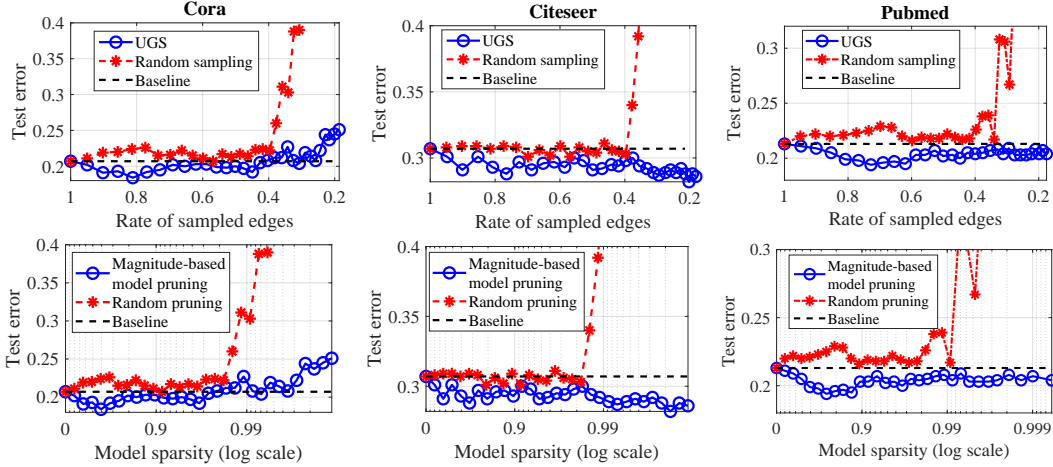 Cora
Test error
0.4
0.35
0.3
0.25
0.2
UGS
Random sampling
Baseline
1
0.8
0.6
0.4
0.2
Rate of sampled edges
Citeseer
Test error
0.4
0.35
0.3
UGS
Random sampling
Baseline
1
0.8
0.6
0.4
0.2
Rate of sampled edges
Pubmed
Test error
0.3
0.25
0.2
UGS
Random sampling
Baseline
1
0.8
0.6
0.4
0.2
Rate of sampled edges
Test error
0.4
0.35
0.3
0.25
0.2
Magnitude-based
model pruning
Random pruning
Baseline
0
0.9
0.99
Model sparsity (log scale)
Test error
0.4
0.35
0.3
Magnitude-based
model pruning
Random pruning
Baseline
0
0.9
0.99
Model sparsity (log scale)
Test error
0.3
0.25
0.2
Magnitude-based
model pruning
Random pruning
Baseline
0
0.9
0.99
0.999
Model sparsity (log scale)